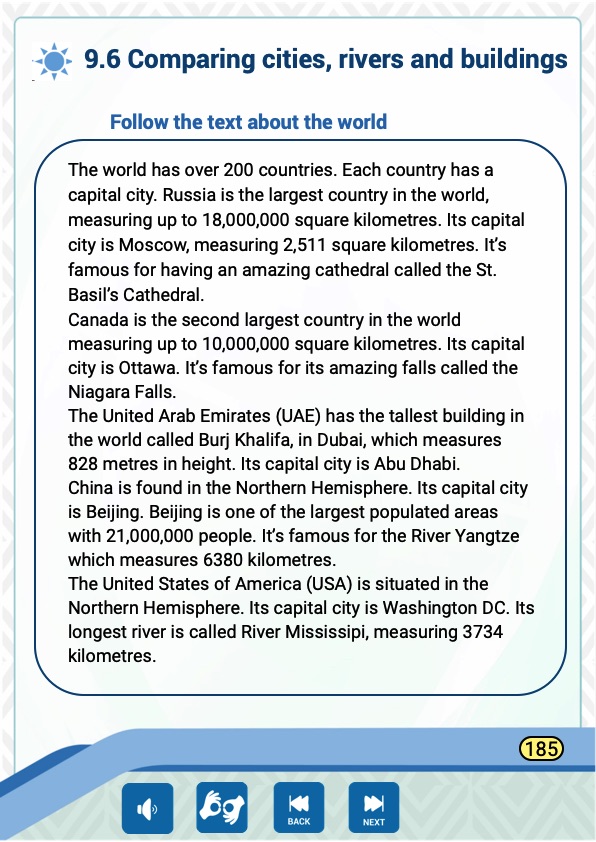 9.6 Comparing cities, rivers and buildings
Follow the text about the world
The world has over 200 countries. Each country has a
capital city. Russia is the largest country in the world,
measuring up to 18,000,000 square kilometres. Its capital
city is Moscow, measuring 2,511 square kilometres. It’s
famous for having an amazing cathedral called the St.
Basil’s Cathedral.
Canada is the second largest country in the world
measuring up to 10,000,000 square kilometres. Its capital
city is Ottawa. It’s famous for its amazing falls called the
Niagara Falls.
The United Arab Emirates (UAE) has the tallest building in
the world called Burj Khalifa, in Dubai, which measures
828 metres in height. Its capital city is Abu Dhabi.
China is found in the Northern Hemisphere. Its capital city
is Beijing. Beijing is one of the largest populated areas
with 21,000,000 people. It’s famous for the River Yangtze
which measures 6380 kilometres.
The United States of America (USA) is situated in the
Northern Hemisphere. Its capital city is Washington DC. Its
longest river is called River Mississipi, measuring 3734
kilometres.
185
BACK
NEXT